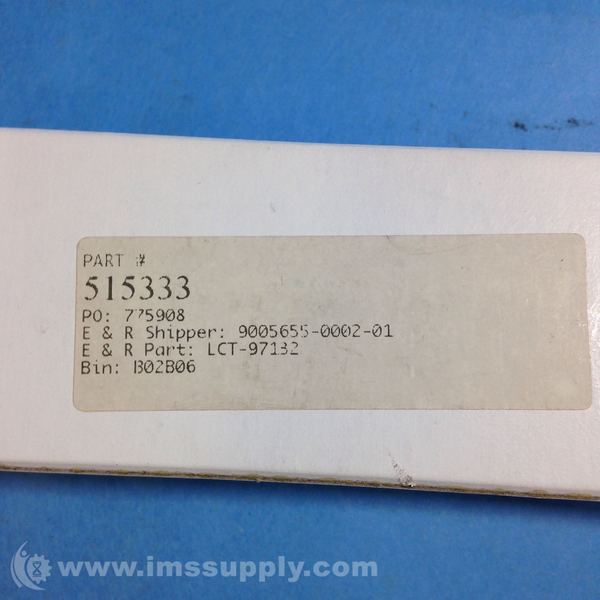 PART #
515333
PO: 775908
E & R Shipper: 9005655-0002-01
E & R Part: LCT-97132
Bin: B02B06
www.imssupply.com